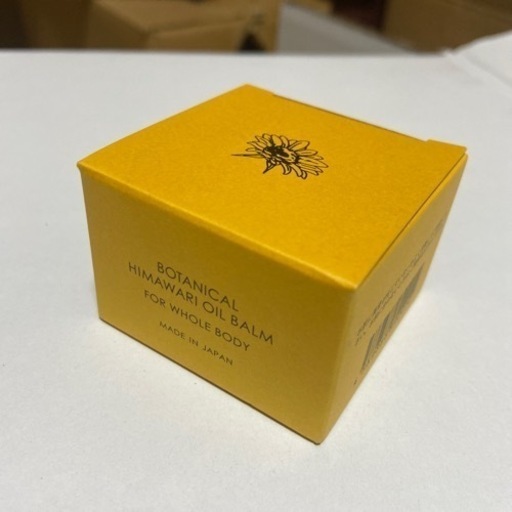 BOTANICAL
HIMAWARI OIL BALM
FOR WHOLE BODY
MADE IN JAPAN